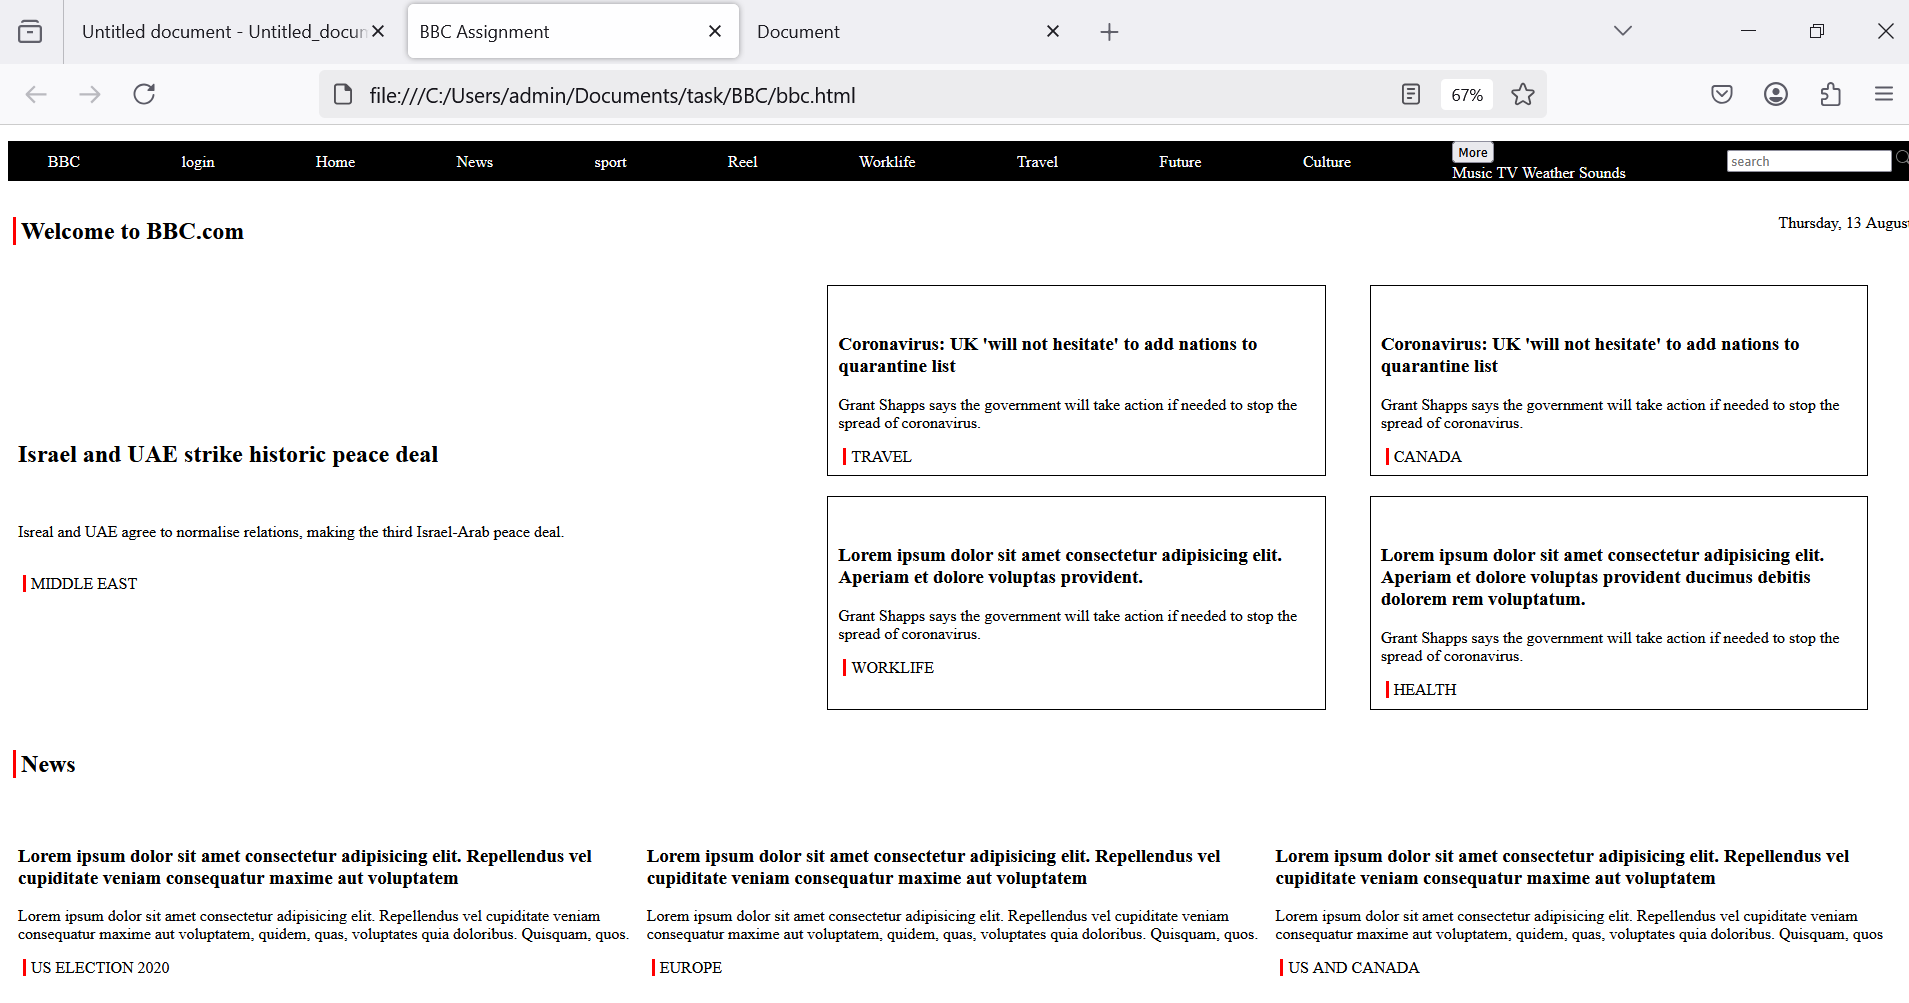 Untitled document - Untitled_docun
BBC Assignment
Document
file:///C:/Users/admin/Documents/task/BBC/bbc.html
67%
BBC login Home News sport Reel Worklife Travel Future Culture More
Music TV Weather Sounds
search
Welcome to BBC.com
Thursday, 13 August
Israel and UAE strike historic peace deal
Isreal and UAE agree to normalise relations, making the third Israel-Arab peace deal.
MIDDLE EAST
Coronavirus: UK 'will not hesitate' to add nations to
quarantine list
Grant Shapps says the government will take action if needed to stop the
spread of coronavirus.
TRAVEL
Coronavirus: UK 'will not hesitate' to add nations to
quarantine list
Grant Shapps says the government will take action if needed to stop the
spread of coronavirus.
CANADA
Lorem ipsum dolor sit amet consectetur adipisicing elit.
Aperiam et dolore voluptas provident.
Grant Shapps says the government will take action if needed to stop the
spread of coronavirus.
WORKLIFE
Lorem ipsum dolor sit amet consectetur adipisicing elit.
Aperiam et dolore voluptas provident ducimus debitis
dolorem rem voluptatum.
Grant Shapps says the government will take action if needed to stop the
spread of coronavirus.
HEALTH
News
Lorem ipsum dolor sit amet consectetur adipisicing elit. Repellendus vel
cupiditate veniam consequatur maxime aut voluptatem
Lorem ipsum dolor sit amet consectetur adipisicing elit. Repellendus vel cupiditate veniam
consequatur maxime aut voluptatem, quidem, quas, voluptates quia doloribus. Quisquam, quos.
US ELECTION 2020
Lorem ipsum dolor sit amet consectetur adipisicing elit. Repellendus vel
cupiditate veniam consequatur maxime aut voluptatem
Lorem ipsum dolor sit amet consectetur adipisicing elit. Repellendus vel cupiditate veniam
consequatur maxime aut voluptatem, quidem, quas, voluptates quia doloribus. Quisquam, quos.
EUROPE
Lorem ipsum dolor sit amet consectetur adipisicing elit. Repellendus vel
cupiditate veniam consequatur maxime aut voluptatem
Lorem ipsum dolor sit amet consectetur adipisicing elit. Repellendus vel cupiditate veniam
consequatur maxime aut voluptatem, quidem, quas, voluptates quia doloribus. Quisquam, quos
US AND CANADA